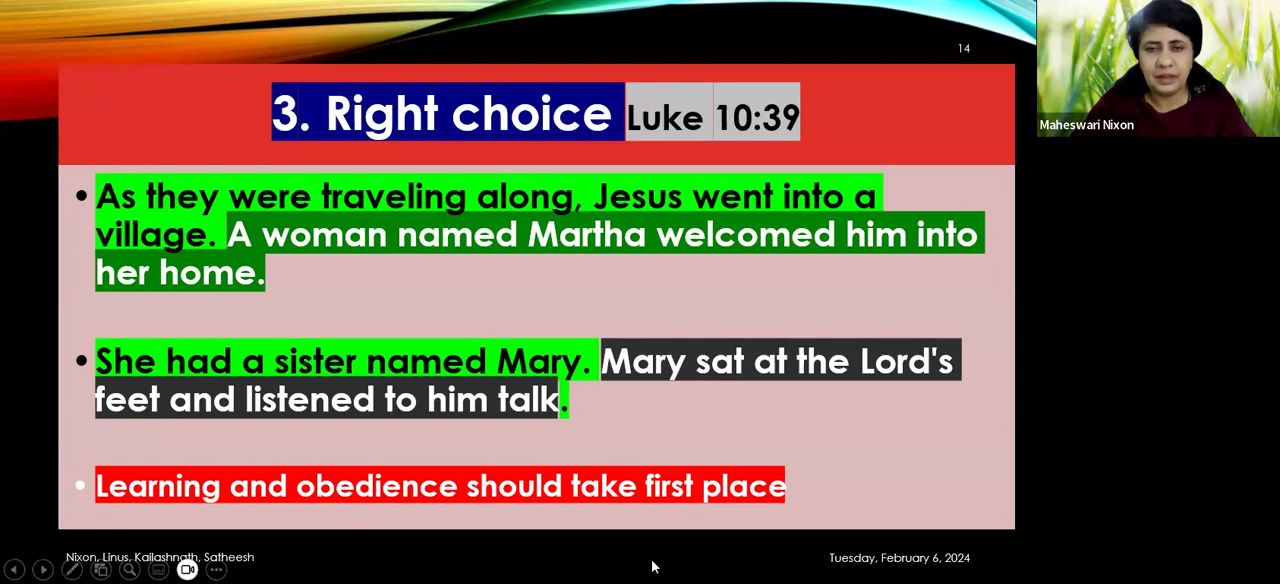 14
Maheswari Nixon
3. Right choice Luke 10:39
• As they were traveling along, Jesus went into a
village. A woman named Martha welcomed him into
her home.
• She had a sister named Mary. Mary sat at the Lord's
feet and listened to him talk.
• Learning and obedience should take first place
Nixon, Linus, Kailashnath, Satheesh
Tuesday, February 6, 2024